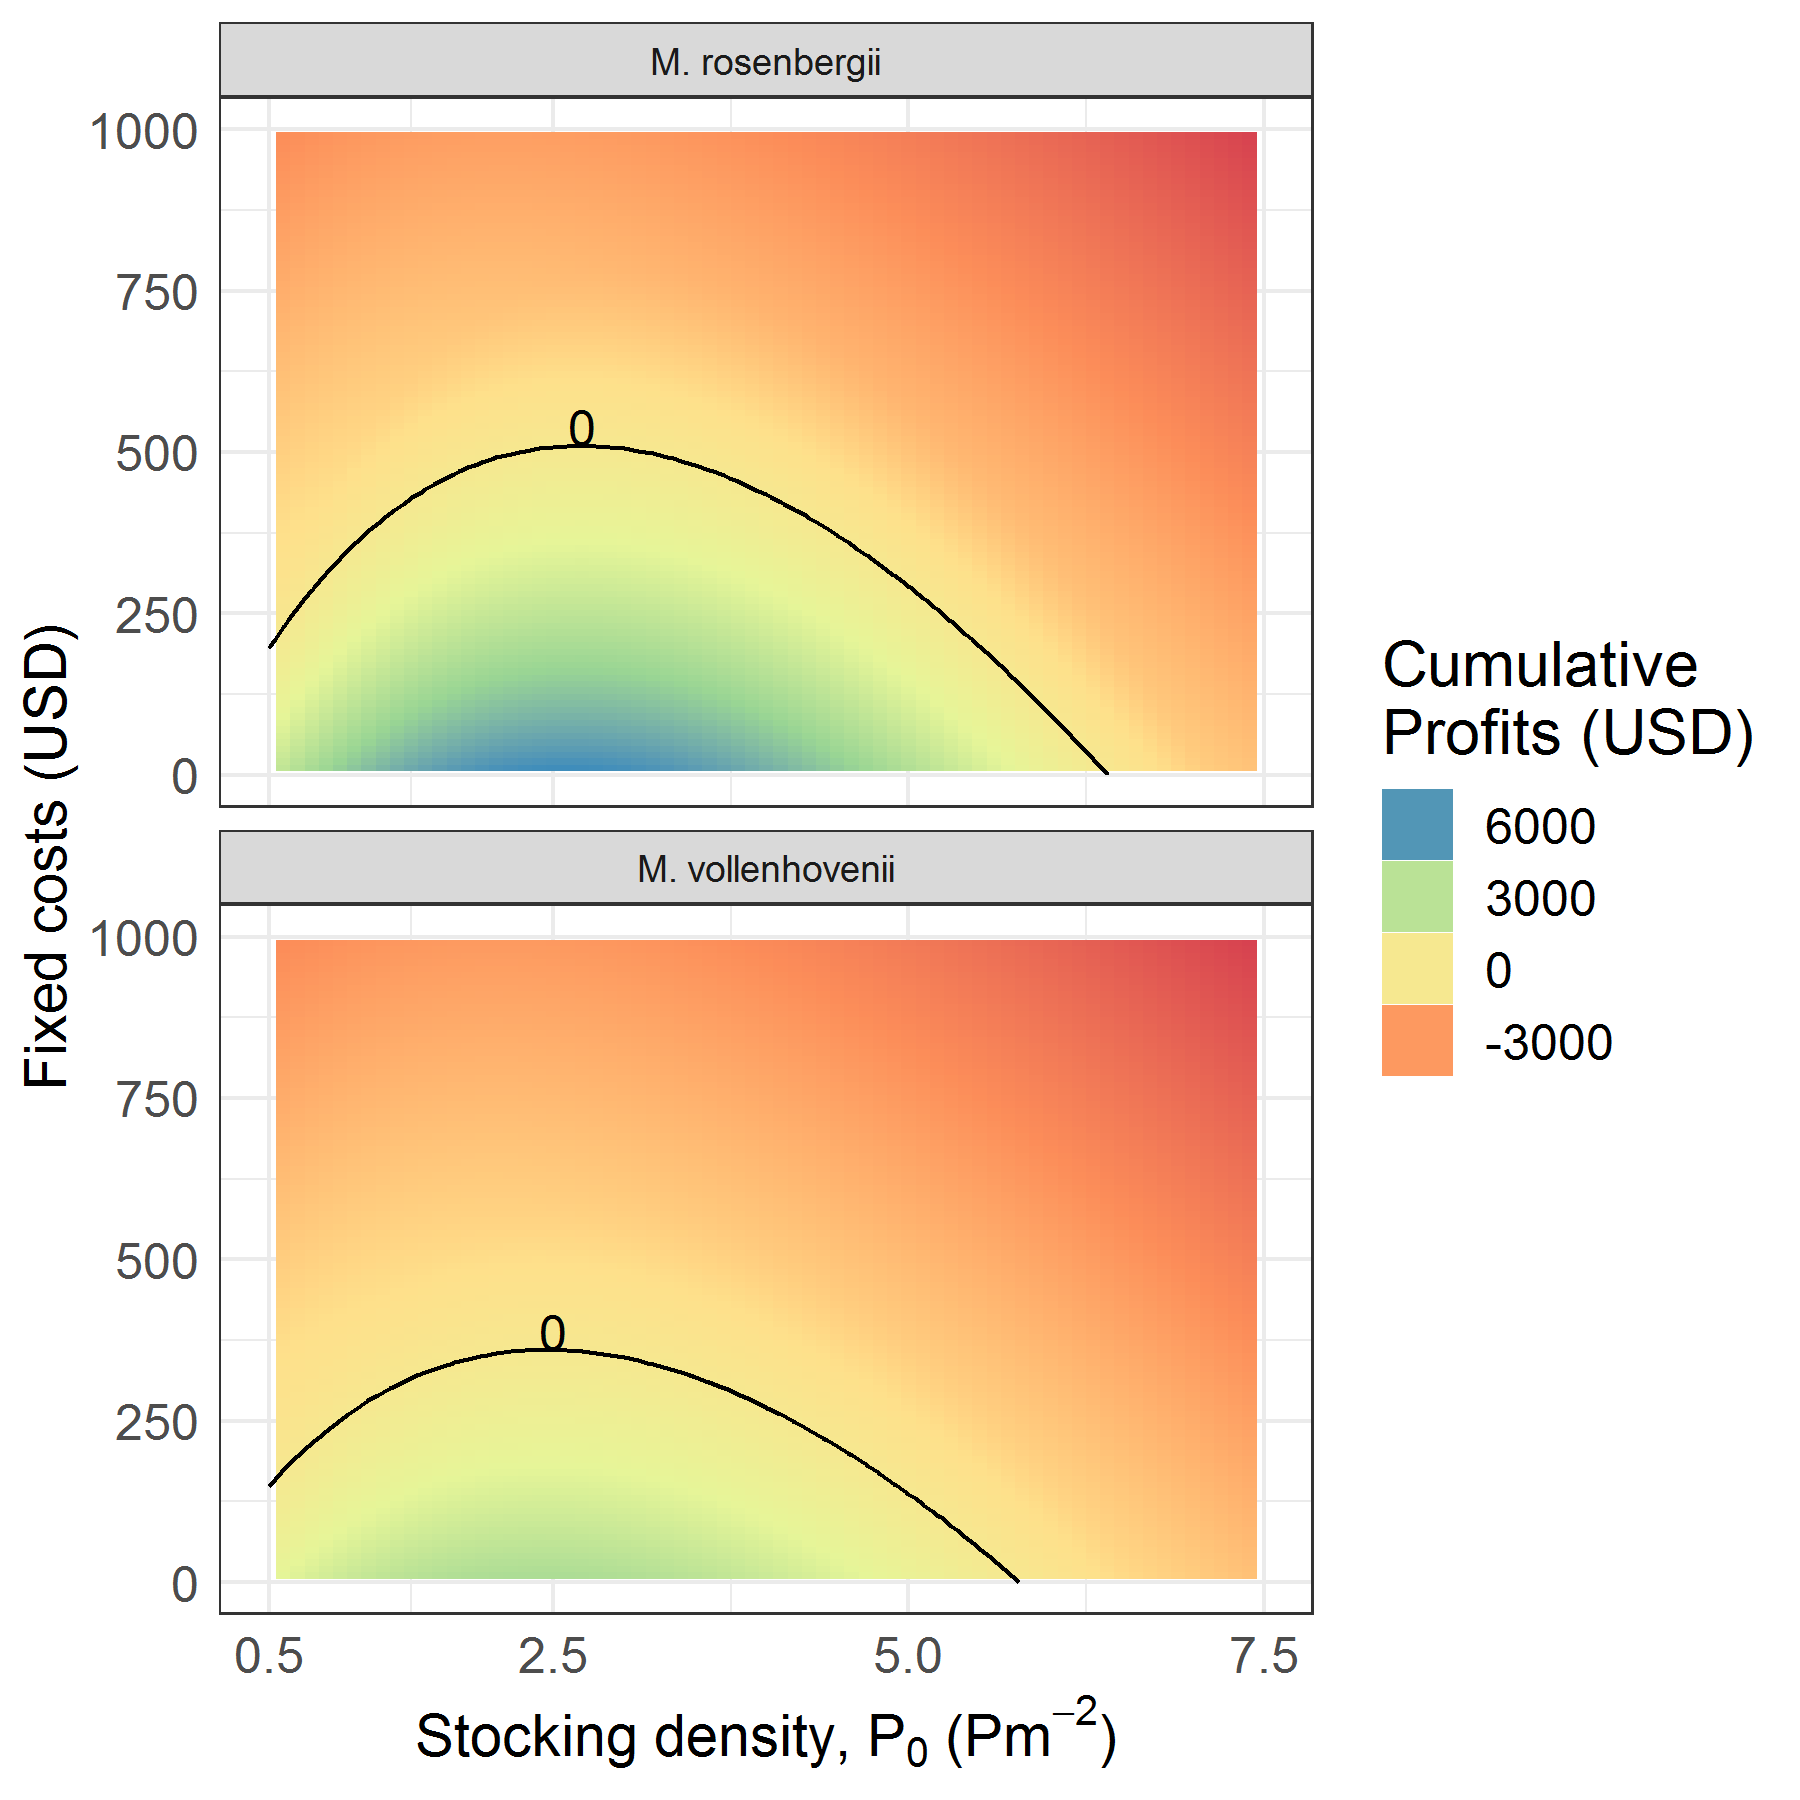 M. rosenbergii
1000
750
500
250
0
0
M. vollenhovenii
1000
750
500
250
0
0
0.5 2.5 5.0 7.5
Fixed costs (USD)
Stocking density, P₀ (Pm⁻²)
Cumulative
Profits (USD)
6000
3000
0
-3000